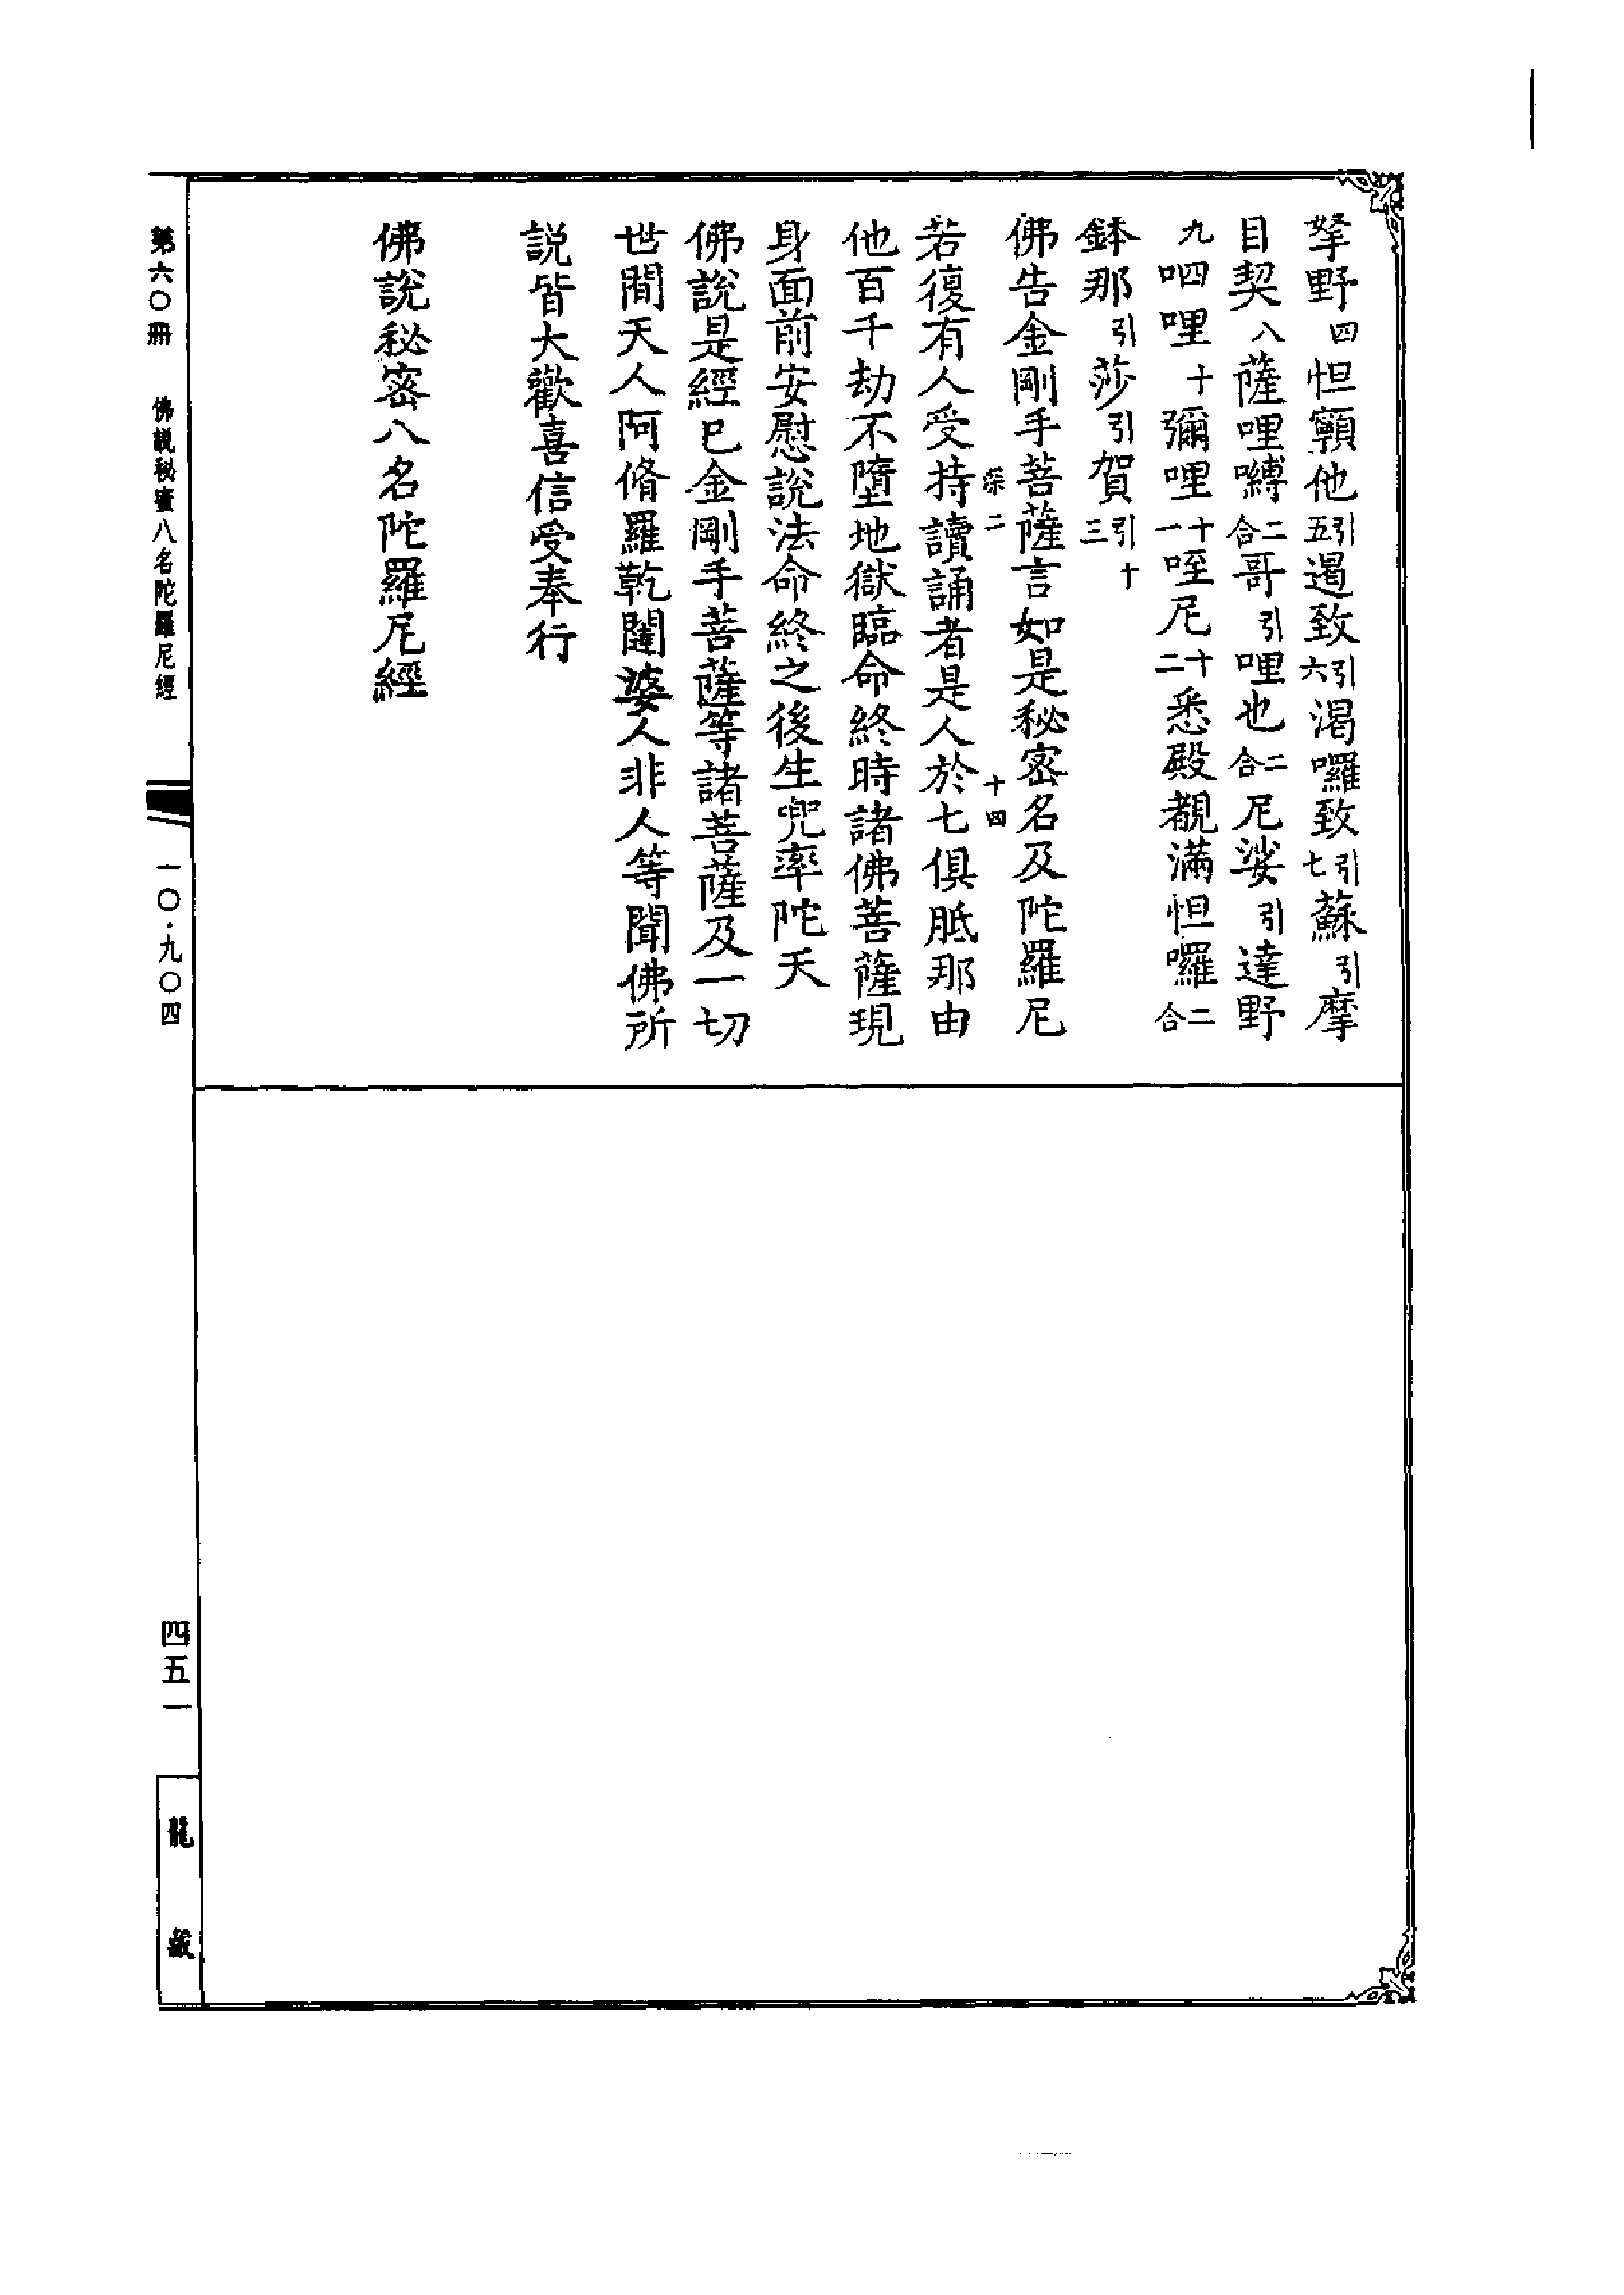 拏野四怛䫂他引五遏致引六渴囉致引七蘇引摩
目契八薩哩嚩二合哥引哩也二合尼娑引達野
九呬哩十彌哩十一咥尼十二悉殿覩滿怛囉二合
鉢那引莎引賀引十三
佛告金剛手菩薩言如是秘密名及陀羅尼
深二 十四
若復有人受持讀誦者是人於七俱胝那由
他百千劫不墮地獄臨命終時諸佛菩薩現
身面前安慰說法命終之後生兜率陀天
佛說是經已金剛手菩薩等諸菩薩及一切
世間天人阿脩羅乾闥婆人非人等聞佛所
説皆大歡喜信受奉行
佛說秘密八名陀羅尼經
第六〇冊 佛說秘密八名陀羅尼經 一〇·九〇四 四五一
龍藏